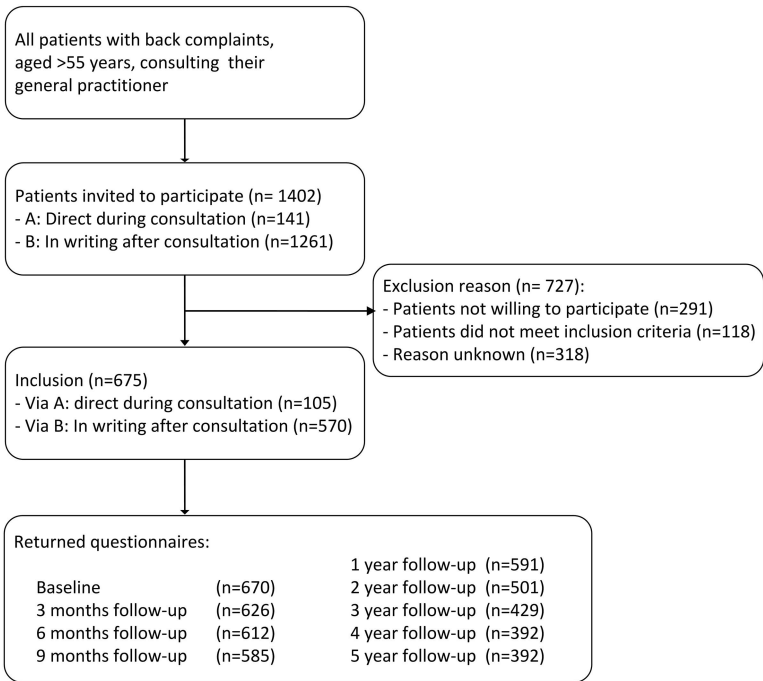 All patients with back complaints,
aged >55 years, consulting their
general practitioner
Patients invited to participate (n= 1402)
- A: Direct during consultation (n=141)
- B: In writing after consultation (n=1261)
Exclusion reason (n= 727):
- Patients not willing to participate (n=291)
- Patients did not meet inclusion criteria (n=118)
- Reason unknown (n=318)
Inclusion (n=675)
- Via A: direct during consultation (n=105)
- Via B: In writing after consultation (n=570)
Returned questionnaires:
Baseline (n=670)
3 months follow-up (n=626)
6 months follow-up (n=612)
9 months follow-up (n=585)
1 year follow-up (n=591)
2 year follow-up (n=501)
3 year follow-up (n=429)
4 year follow-up (n=392)
5 year follow-up (n=392)